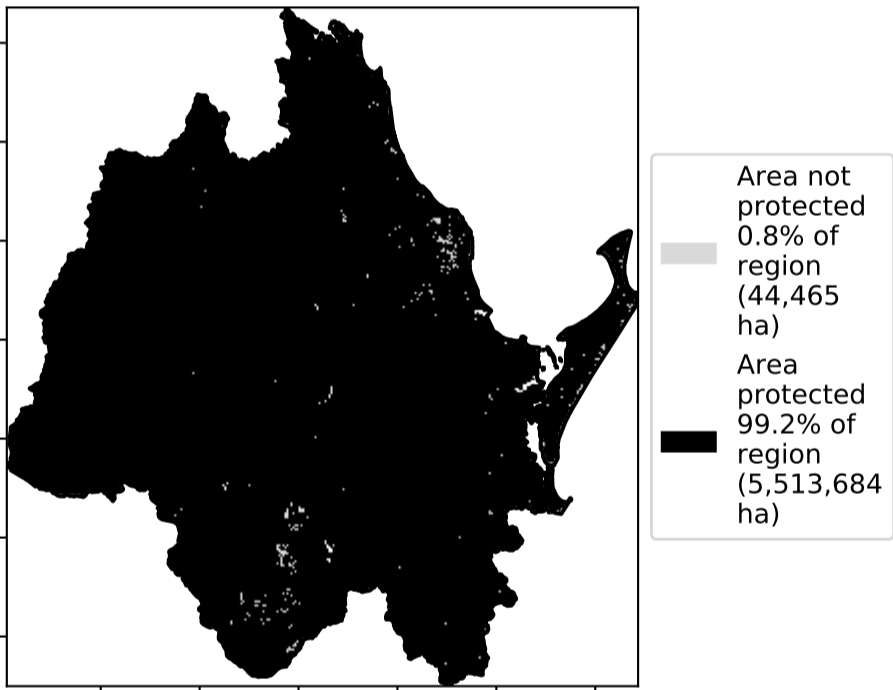 Area not
protected
0.8% of
region
(44,465
ha)
Area
protected
99.2% of
region
(5,513,684
ha)